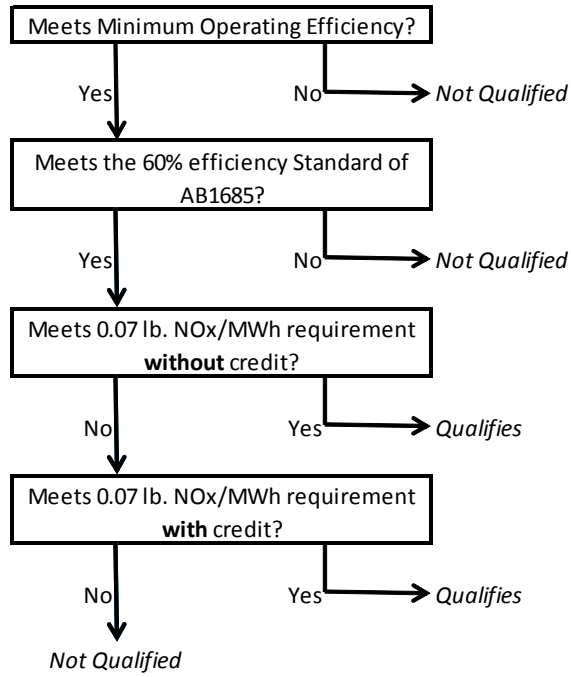 Meets Minimum Operating Efficiency?
Yes
No
Not Qualified
Meets the 60% efficiency Standard of
AB1685?
Yes
No
Not Qualified
Meets 0.07 lb. NOx/MWh requirement
without credit?
No
Yes
Qualifies
Meets 0.07 lb. NOx/MWh requirement
with credit?
No
Yes
Qualifies
Not Qualified